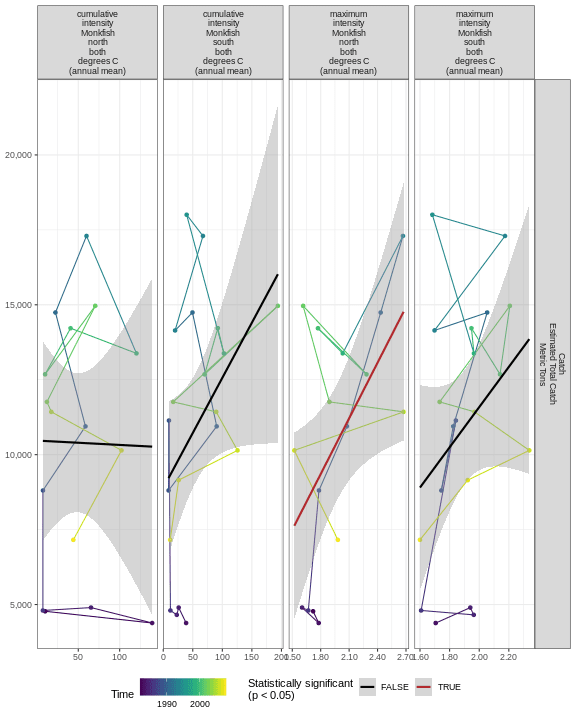 cumulative
intensity
Monkfish
north
both
degrees C
(annual mean)
cumulative
intensity
Monkfish
south
both
degrees C
(annual mean)
maximum
intensity
Monkfish
north
both
degrees C
(annual mean)
maximum
intensity
Monkfish
south
both
degrees C
(annual mean)
20,000
15,000
10,000
5,000
Catch
Estimated Total Catch
Metric Tons
50 100
0 50 100 150 200
1.50 1.80 2.10 2.40 2.70
1.60 1.80 2.00 2.20
Time
1990 2000
Statistically significant
(p < 0.05)
FALSE
TRUE